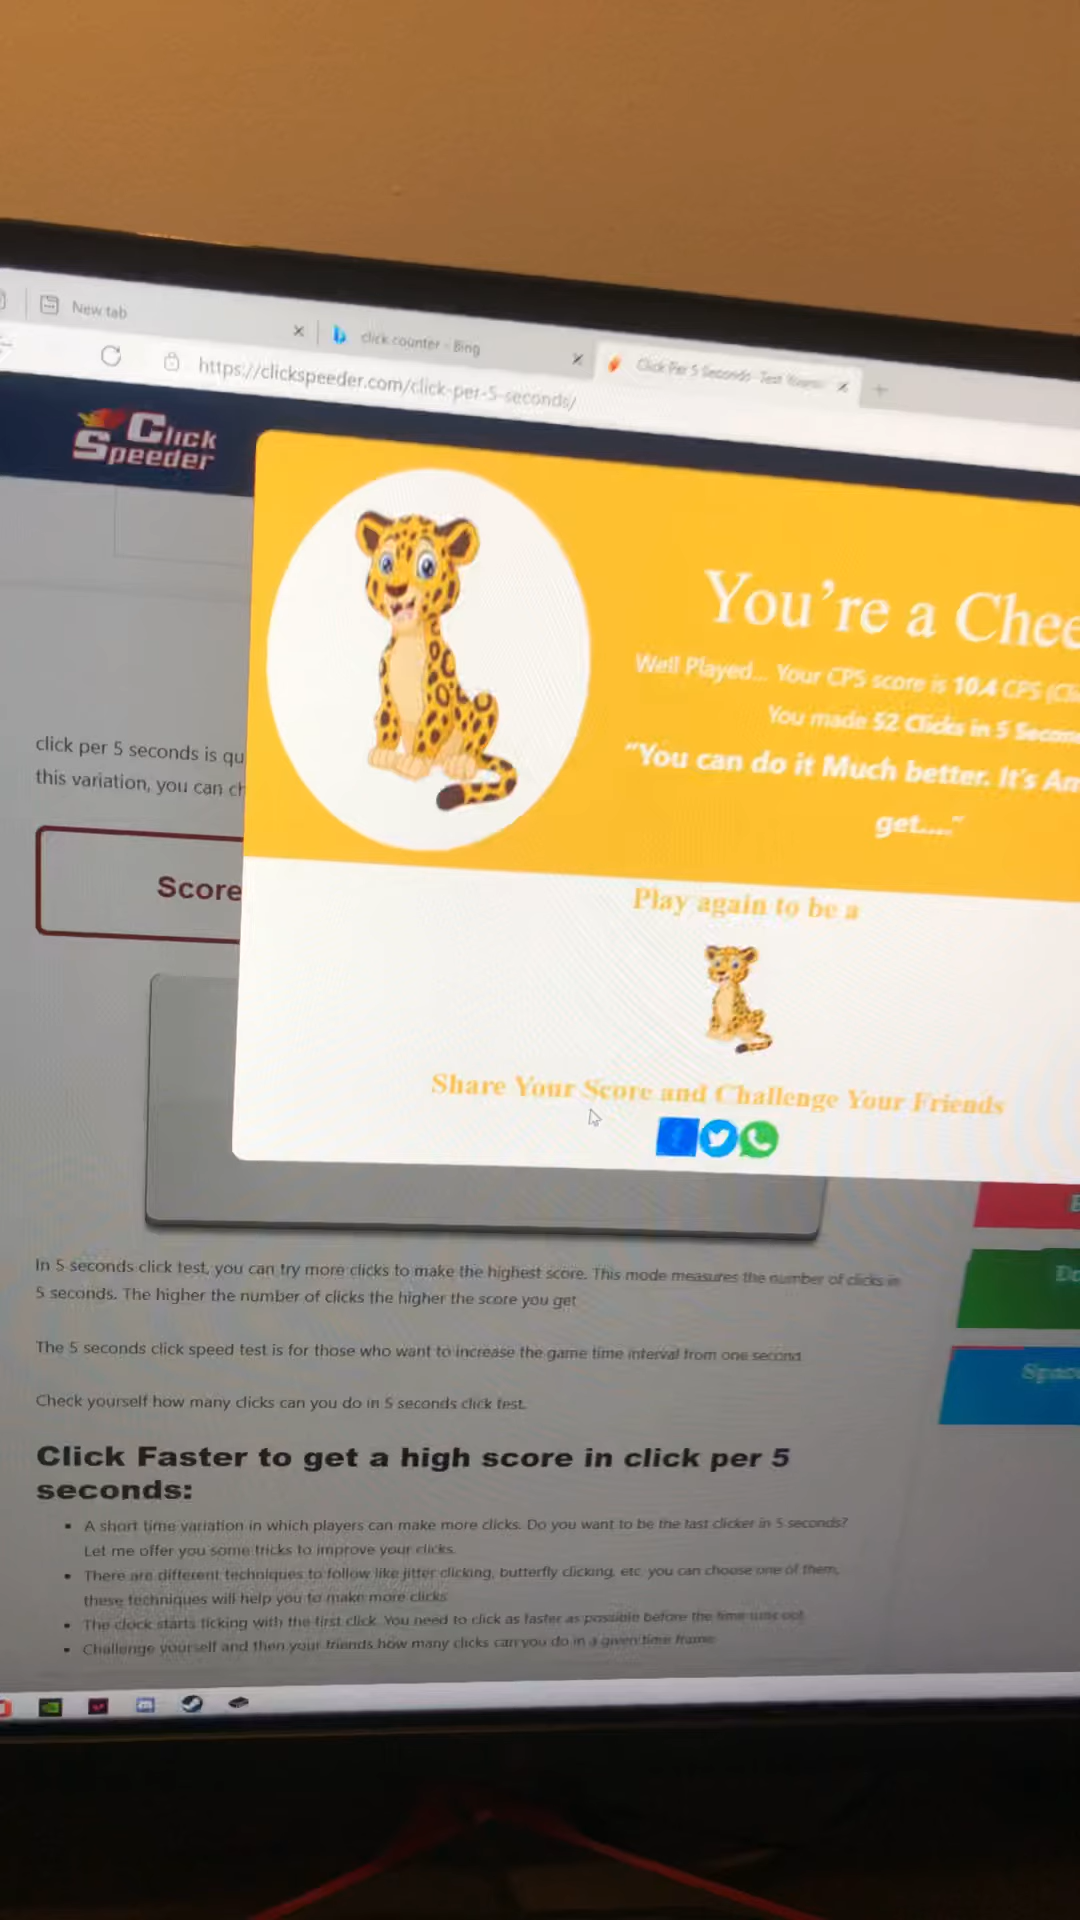 New tab
click counter - Bing
Click Per 5 Seconds - Test
https://clickspeeder.com/click-per-5-seconds/
Click
Speeder
You're a Chee
Well Played... Your CPS score is 10.4 CPS (Cli
You made 52 Clicks in 5 Secon
"You can do it Much better. It's Am
get...."
click per 5 seconds is qu
this variation, you can ch
Score
Play again to be a
Share Your Score and Challenge Your Friends
In 5 seconds click test, you can try more clicks to make the highest score. This mode measures the number of clicks in
5 seconds. The higher the number of clicks the higher the score you get
The 5 seconds click speed test is for those who want to increase the game time interval from one second.
Check yourself how many clicks can you do in 5 seconds click test.
Click Faster to get a high score in click per 5
seconds:
A short time variation in which players can make more clicks. Do you want to be the fast clicker in 5 seconds?
Let me offer you some tricks to improve your clicks.
There are different techniques to follow like jitter clicking, butterfly clicking, etc. you can choose one of them,
these techniques will help you to make more clicks
The clock starts ticking with the first click. You need to click as faster as possible before the time runs out.
Challenge yourself and then your friends how many clicks can you do in a given time frame